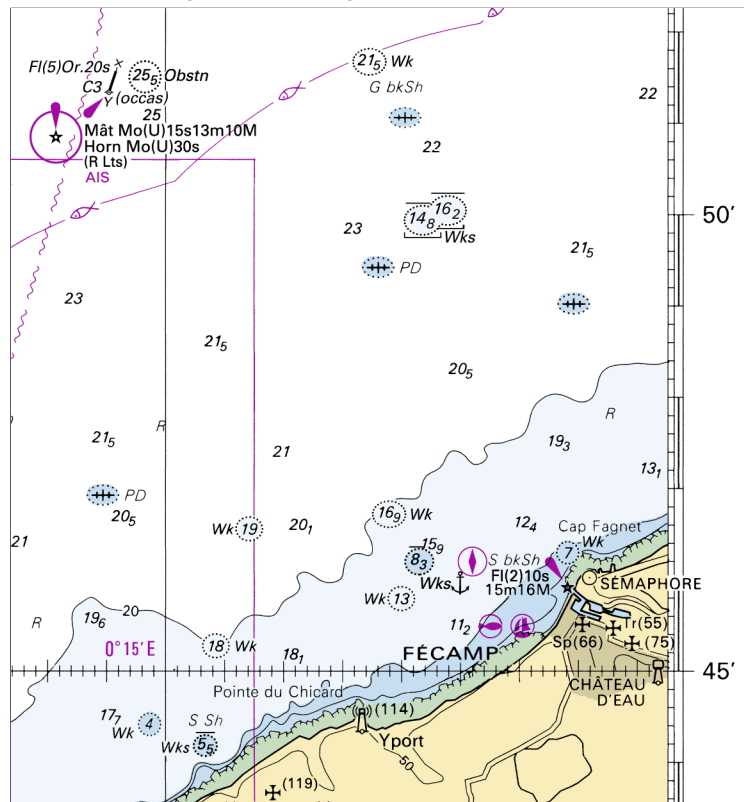 Fl(5)Or.20s
25₅ Obstn
C3
Y (occas)
25
21₅ Wk
G bkSh
22
Mât Mo(U)15s13m10M
Horn Mo(U)30s
(R Lts)
AIS
22
14₈ 16₂
Wks
50’
23
21₅
PD
23
21₅
20₅
R
21₅
R
19₃
21
13₁
PD
20₅
16₉ Wk
21
Wk 19
20₁
12₄
Cap Fagnet
Wk
15₉
8₃
S bkSh
7
Wks
Fl(2)10s
15m16M
SÉMAPHORE
13
Wk
20
19₆
R
11₂
Tr(55)
Sp(66)
(75)
0°15’E
18 Wk
18₁
FÉCAMP
45’
CHÂTEAU
D'EAU
Pointe du Chicard
17₇
Wk
4
S Sh
Wks 5₅
(114)
Yport
50
(119)